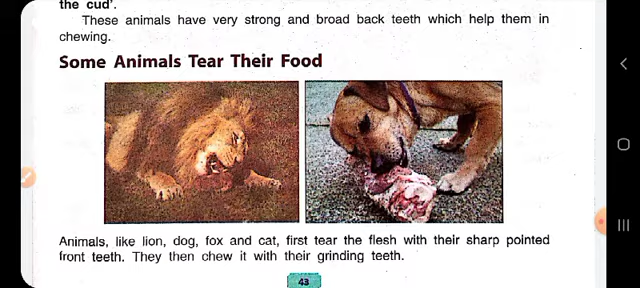 the cud'.
These animals have very strong and broad back teeth which help them in
chewing.
Some Animals Tear Their Food
Animals, like lion, dog, fox and cat, first tear the flesh with their sharp pointed
front teeth. They then chew it with their grinding teeth.
43